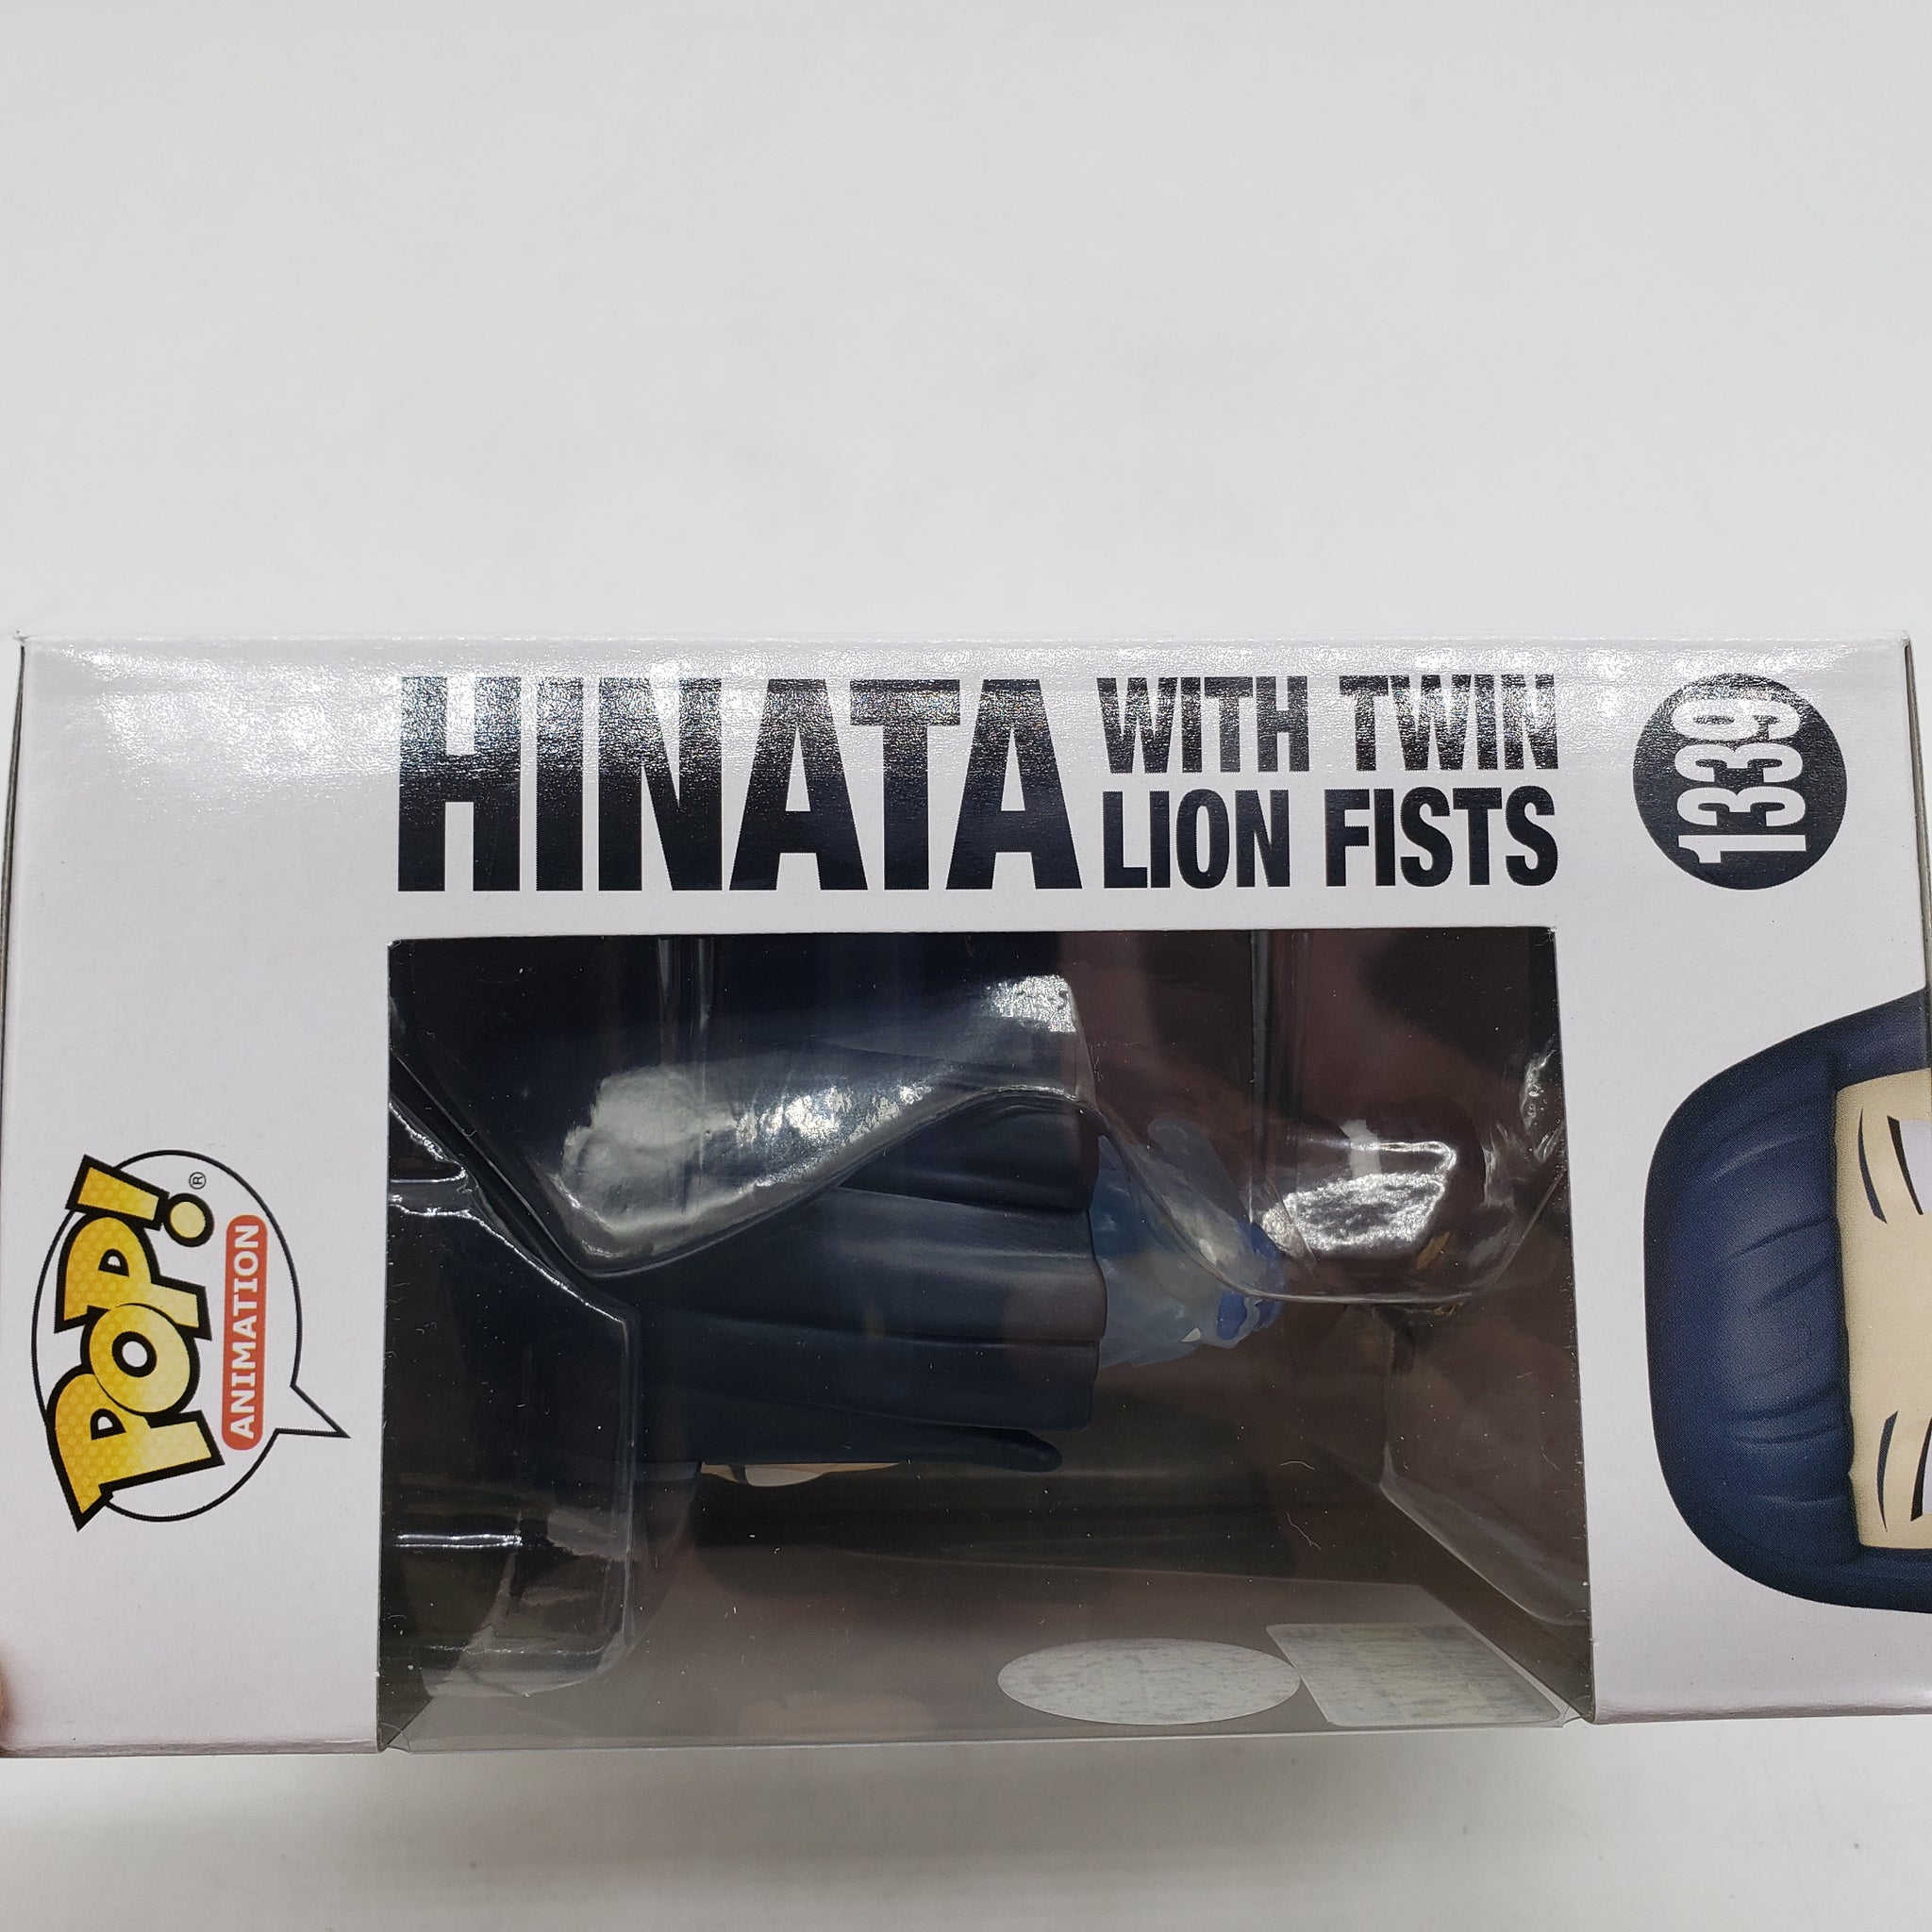 HINATA
WITH TWIN
LION FISTS
1339
POP!®
ANIMATION